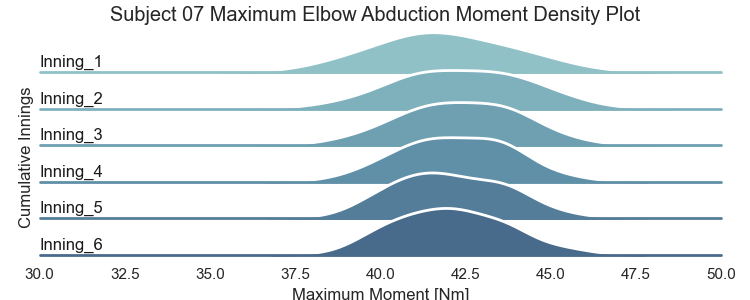 Subject 07 Maximum Elbow Abduction Moment Density Plot
Cumulative Innings
Inning_1
Inning_2
Inning_3
Inning_4
Inning_5
Inning_6
30.0 32.5 35.0 37.5 40.0 42.5 45.0 47.5 50.0
Maximum Moment [Nm]